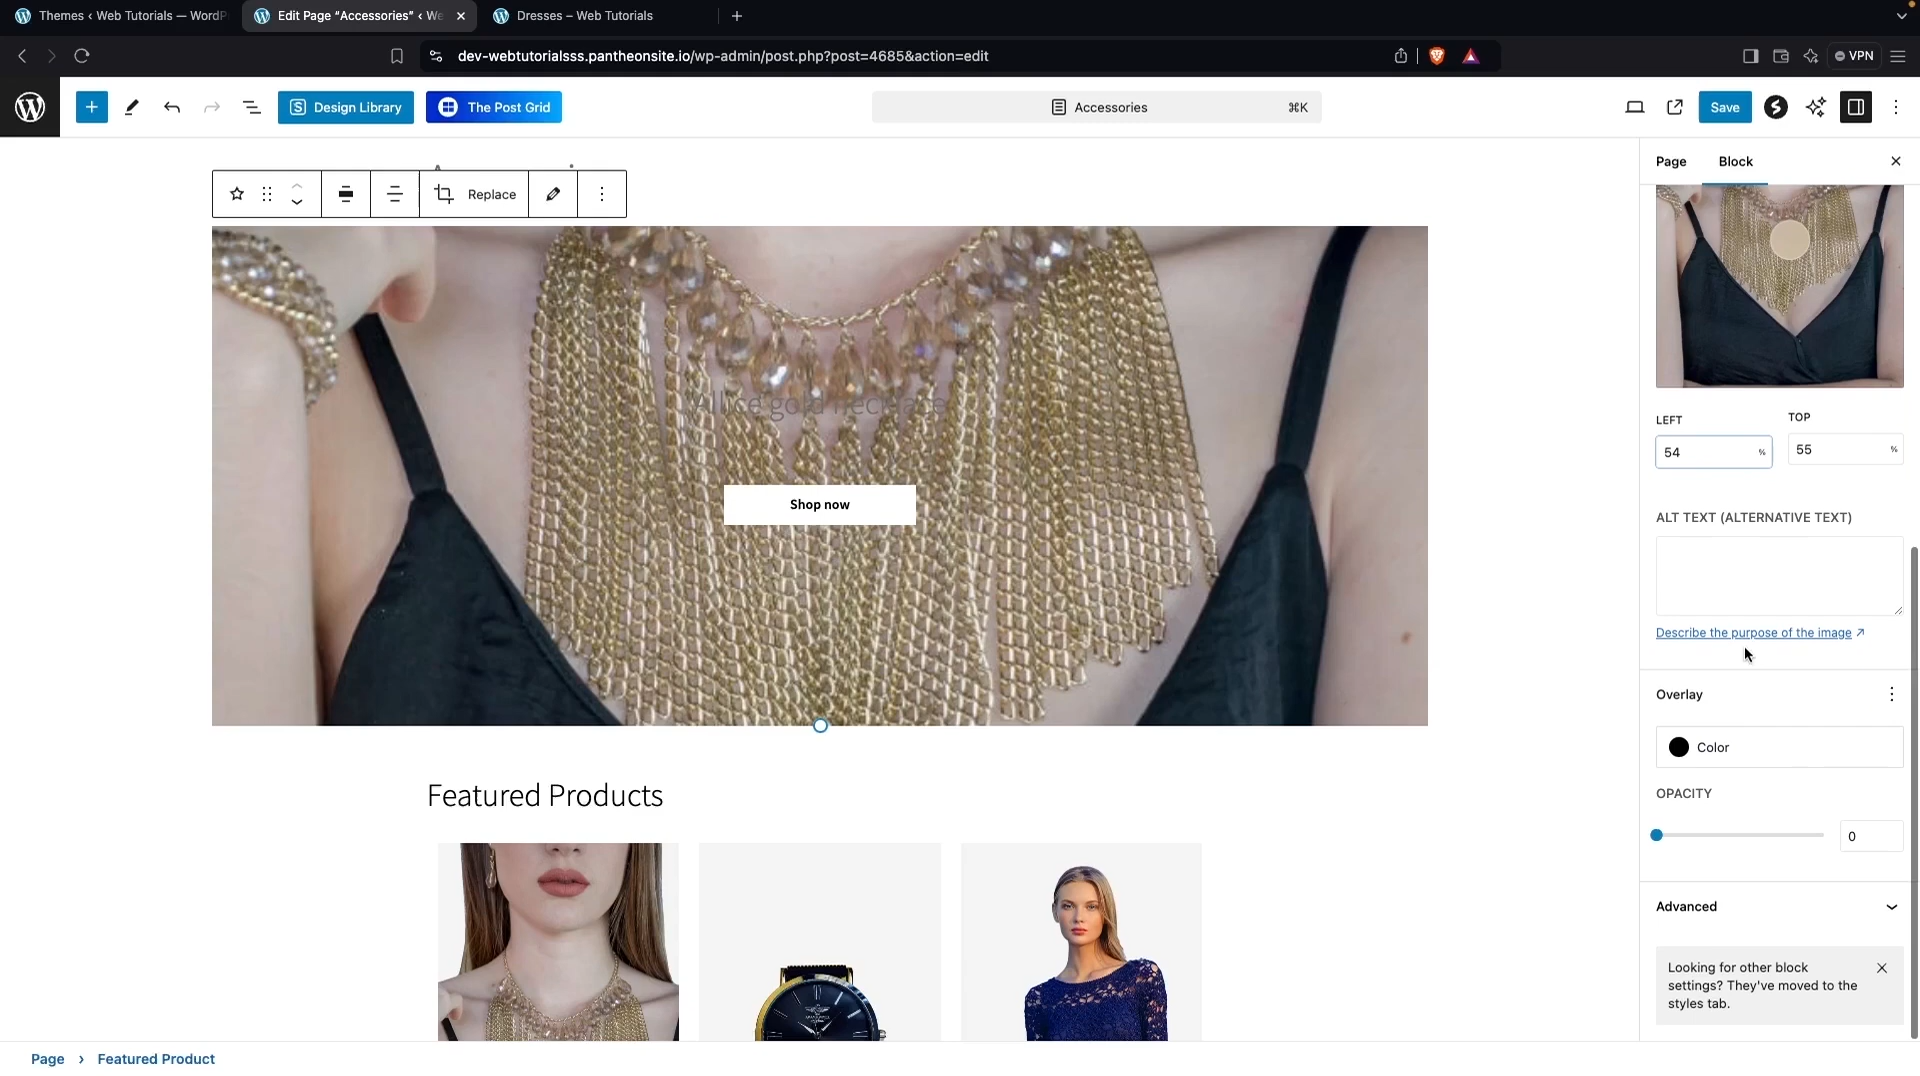 Themes ‹ Web Tutorials — WordP
Edit Page “Accessories” ‹ We
Dresses – Web Tutorials
dev-webtutorialsss.pantheonsite.io/wp-admin/post.php?post=4685&action=edit
VPN
Design Library
The Post Grid
Accessories
⌘K
Save
Page
Block
Replace
Allice gold necklace
Shop now
LEFT
TOP
54 %
55 %
ALT TEXT (ALTERNATIVE TEXT)
Describe the purpose of the image ↗
Overlay
Color
OPACITY
0
Featured Products
Advanced
Looking for other block
settings? They've moved to the
styles tab.
Page › Featured Product